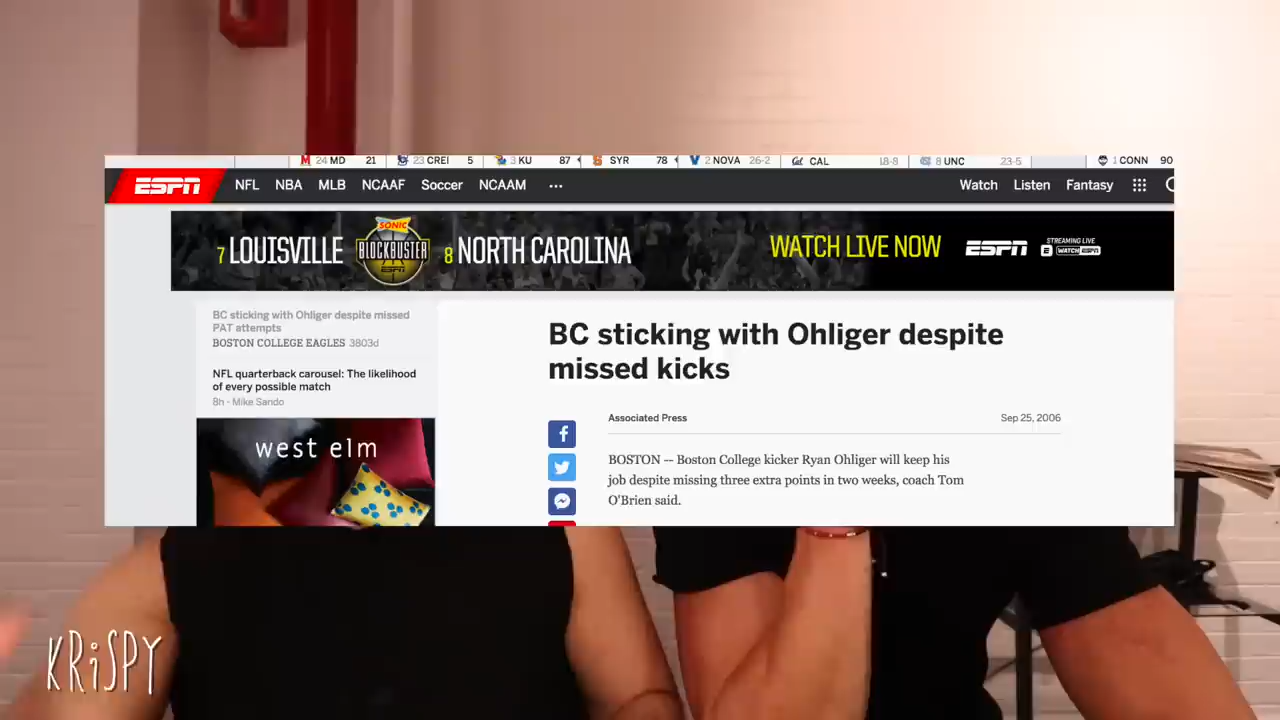 24 MD 21 23 CREI 5 3 KU 87 SYR 78 2 NOVA 26-2 CAL 18-8 8 UNC 23-5 1 CONN 90
ESPN NFL NBA MLB NCAAF Soccer NCAAM ... Watch Listen Fantasy
7 LOUISVILLE SONIC BLOCKBUSTER ESPN 8 NORTH CAROLINA WATCH LIVE NOW ESPN STREAMING LIVE WATCH ESPN
BC sticking with Ohliger despite missed
PAT attempts
BOSTON COLLEGE EAGLES 3803d
NFL quarterback carousel: The likelihood
of every possible match
8h - Mike Sando
west elm
BC sticking with Ohliger despite
missed kicks
Associated Press Sep 25, 2006
BOSTON -- Boston College kicker Ryan Ohliger will keep his
job despite missing three extra points in two weeks, coach Tom
O'Brien said.
KRiSPY